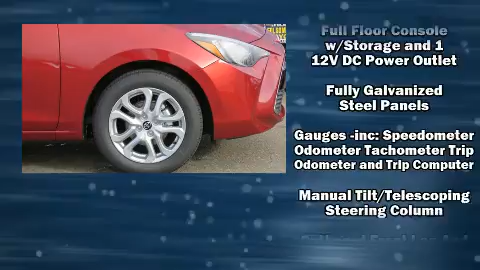 Full Floor Console
w/Storage and 1
12V DC Power Outlet
Fully Galvanized
Steel Panels
Gauges -inc: Speedometer
Odometer Tachometer Trip
Odometer and Trip Computer
Manual Tilt/Telescoping
Steering Column